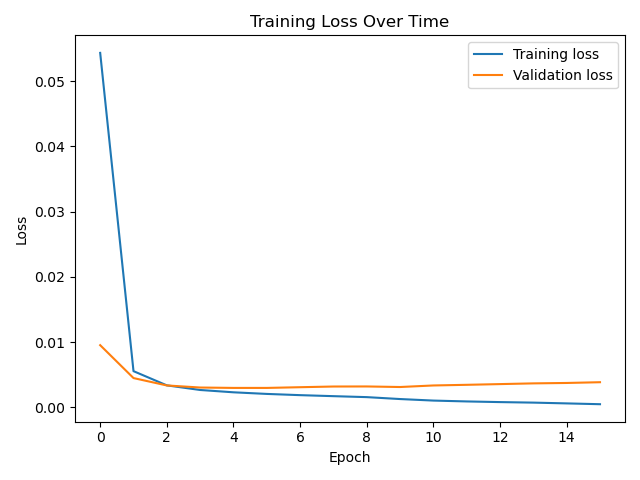 Training Loss Over Time
Training loss
Validation loss
Loss
0.05
0.04
0.03
0.02
0.01
0.00
0 2 4 6 8 10 12 14
Epoch